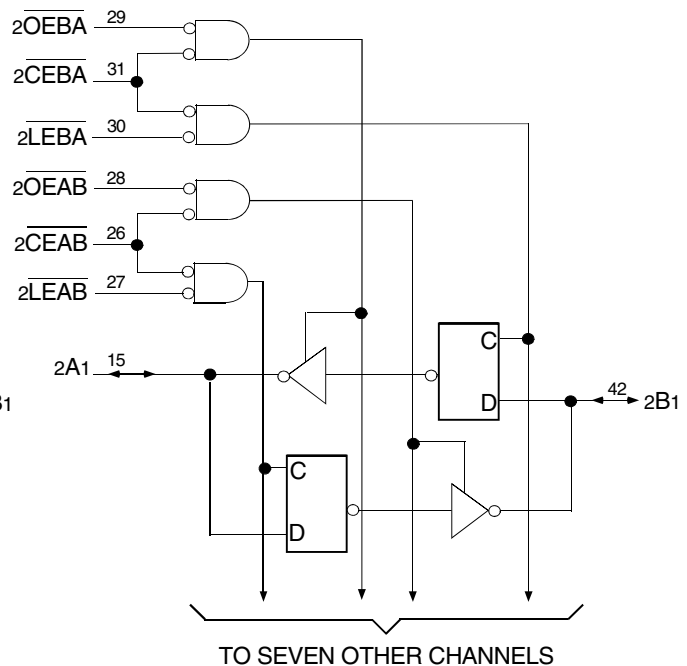 2OEBA 29
2CEBA 31
2LEBA 30
2OEAB 28
2CEAB 26
2LEAB 27
C
2A1 15
D
42 2B1
B1
C
D
TO SEVEN OTHER CHANNELS